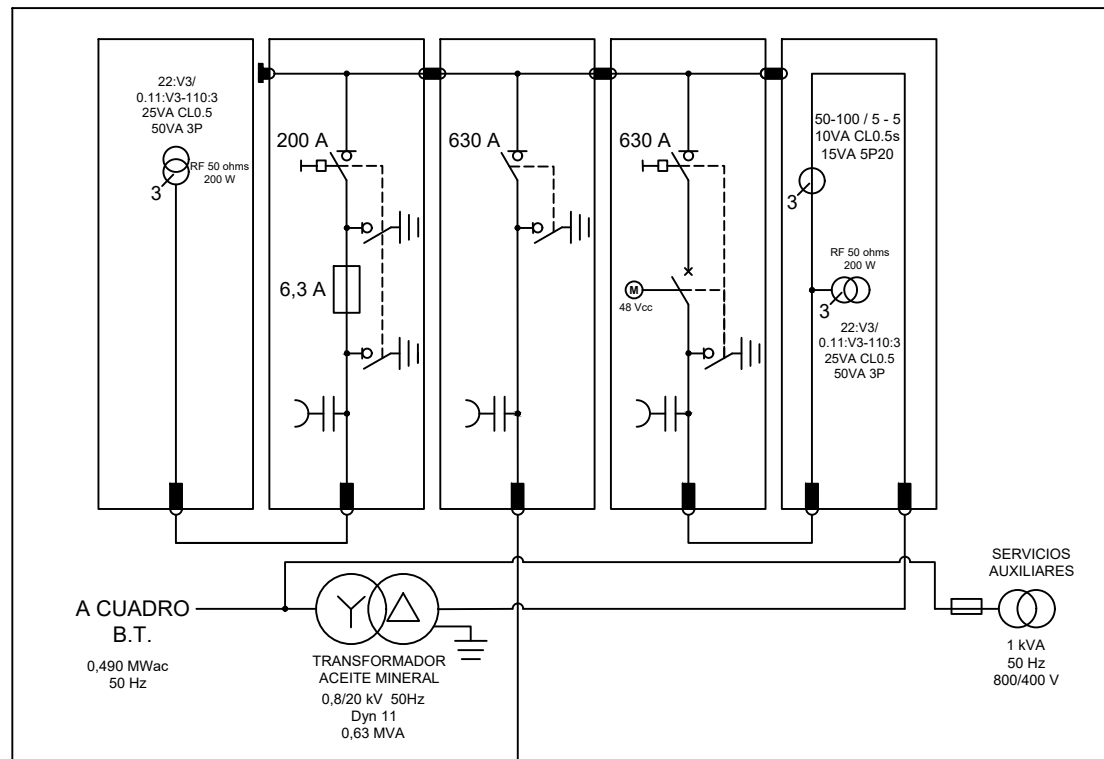 22:V3/
0.11:V3-110:3
25VA CL0.5
50VA 3P
RF 50 ohms
200 W
3
200 A
6,3 A
630 A
630 A
M
48 Vcc
50-100 / 5 - 5
10VA CL0.5s
15VA 5P20
3
RF 50 ohms
200 W
3
22:V3/
0.11:V3-110:3
25VA CL0.5
50VA 3P
A CUADRO
B.T.
0,490 MWac
50 Hz
TRANSFORMADOR
ACEITE MINERAL
0,8/20 kV 50Hz
Dyn 11
0,63 MVA
SERVICIOS
AUXILIARES
1 kVA
50 Hz
800/400 V